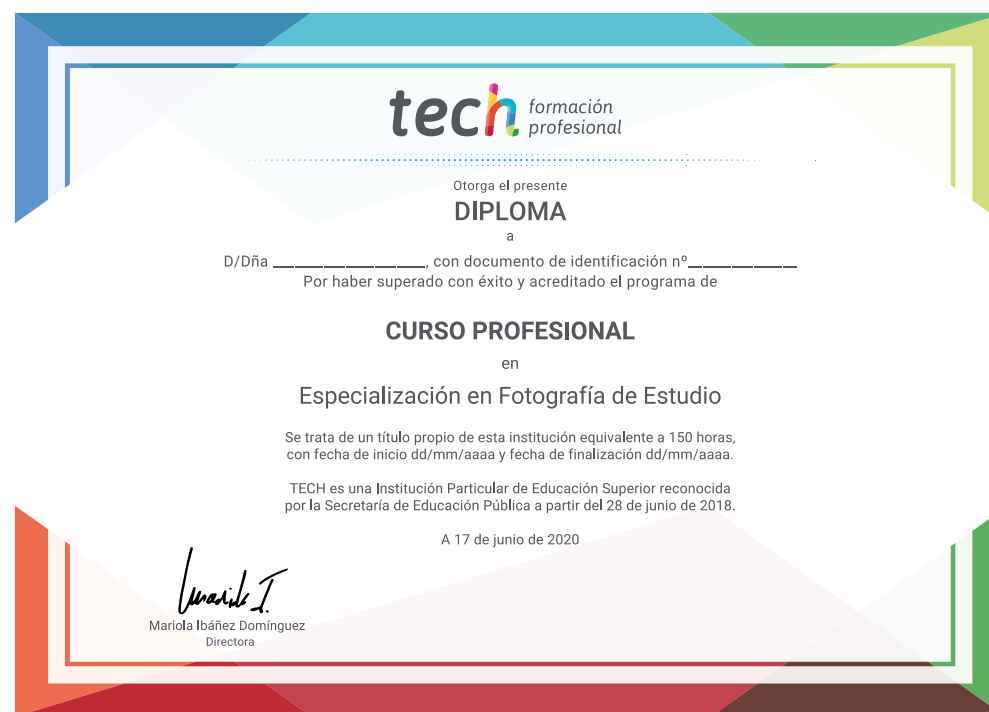 tech formación
profesional
Otorga el presente
DIPLOMA
a
D/Dña ____________________, con documento de identificación nº______________
Por haber superado con éxito y acreditado el programa de
CURSO PROFESIONAL
en
Especialización en Fotografía de Estudio
Se trata de un título propio de esta institución equivalente a 150 horas,
con fecha de inicio dd/mm/aaaa y fecha de finalización dd/mm/aaaa.
TECH es una Institución Particular de Educación Superior reconocida
por la Secretaría de Educación Pública a partir del 28 de junio de 2018.
A 17 de junio de 2020
Mariola Ibáñez Domínguez
Directora